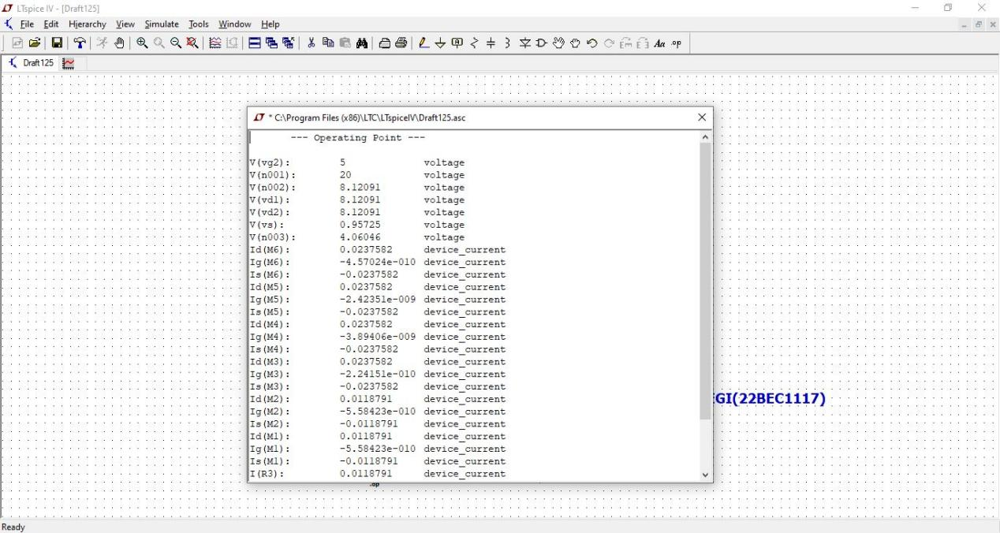 LTspice IV - [Draft125]
File Edit Hierarchy View Simulate Tools Window Help
Aa .op
Draft125
* C:\Program Files (x86)\LTC\LTspiceIV\Draft125.asc
--- Operating Point ---
V(vg2): 5 voltage
V(n001): 20 voltage
V(n002): 8.12091 voltage
V(vd1): 8.12091 voltage
V(vd2): 8.12091 voltage
V(vs): 0.95725 voltage
V(n003): 4.06046 voltage
Id(M6): 0.0237582 device_current
Ig(M6): -4.57024e-010 device_current
Is(M6): -0.0237582 device_current
Id(M5): 0.0237582 device_current
Ig(M5): -2.42351e-009 device_current
Is(M5): -0.0237582 device_current
Id(M4): 0.0237582 device_current
Ig(M4): -3.89406e-009 device_current
Is(M4): -0.0237582 device_current
Id(M3): 0.0237582 device_current
Ig(M3): -2.24151e-010 device_current
Is(M3): -0.0237582 device_current
Id(M2): 0.0118791 device_current
Ig(M2): -5.58423e-010 device_current
Is(M2): -0.0118791 device_current
Id(M1): 0.0118791 device_current
Ig(M1): -5.58423e-010 device_current
Is(M1): -0.0118791 device_current
I(R3): 0.0118791 device_current
EGI(22BEC1117)
.op
Ready